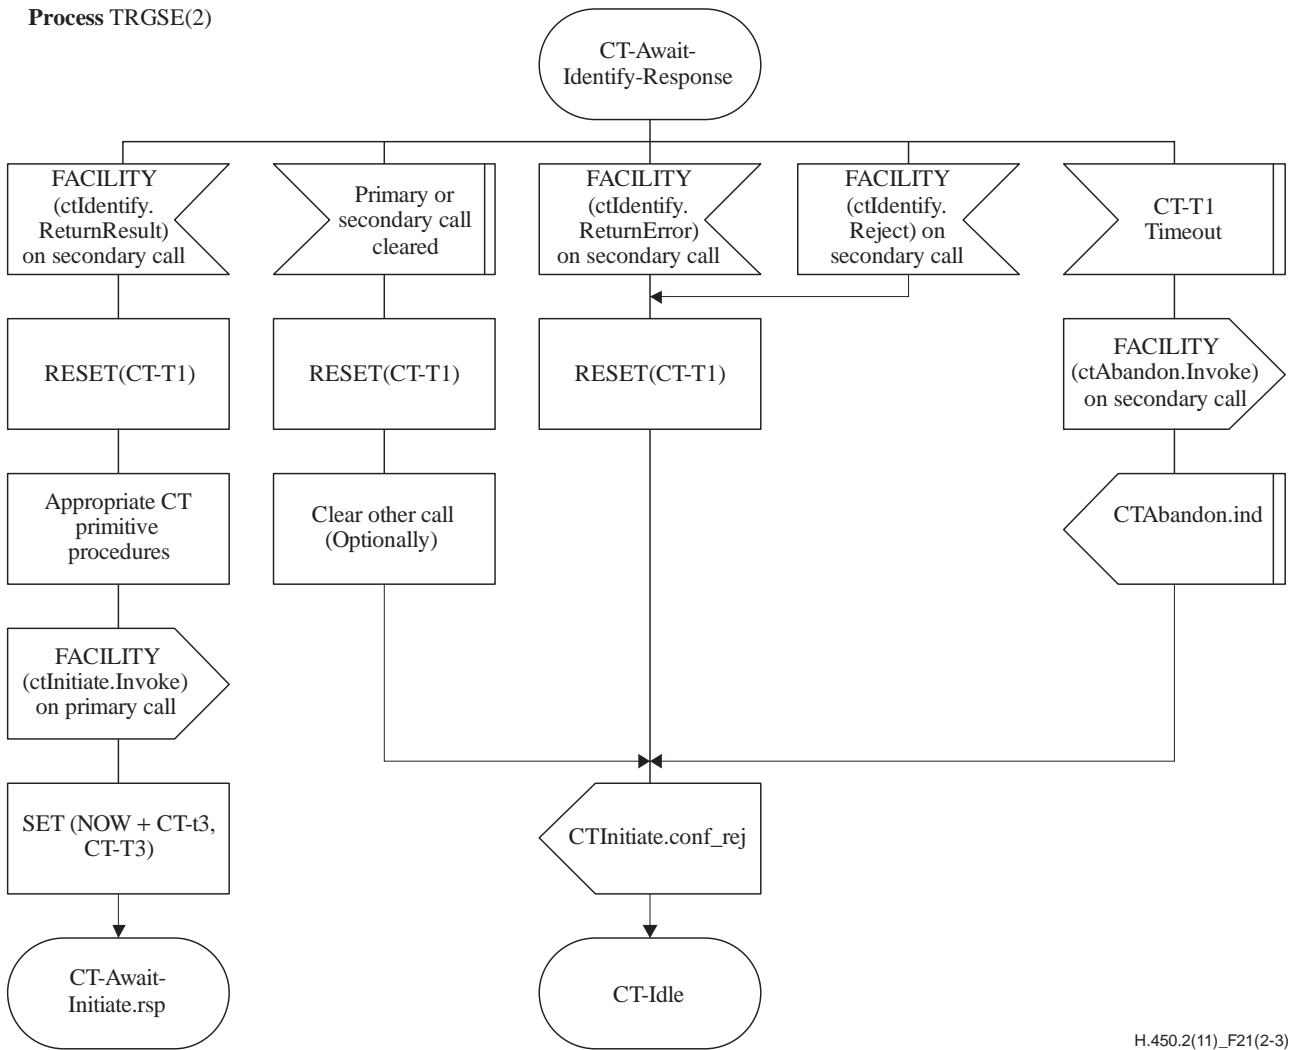 Process TRGSE(2)
CT-Await-
Identify-Response
FACILITY
(ctIdentify.
ReturnResult)
on secondary call
Primary or
secondary call
cleared
FACILITY
(ctIdentify.
ReturnError)
on secondary call
FACILITY
(ctIdentify.
Reject) on
secondary call
CT-T1
Timeout
RESET(CT-T1)
RESET(CT-T1)
RESET(CT-T1)
FACILITY
(ctAbandon.Invoke)
on secondary call
Appropriate CT
primitive
procedures
Clear other call
(Optionally)
CTAbandon.ind
FACILITY
(ctInitiate.Invoke)
on primary call
SET (NOW + CT-t3,
CT-T3)
CTInitiate.conf_rej
CT-Await-
Initiate.rsp
CT-Idle
H.450.2(11)_F21(2-3)